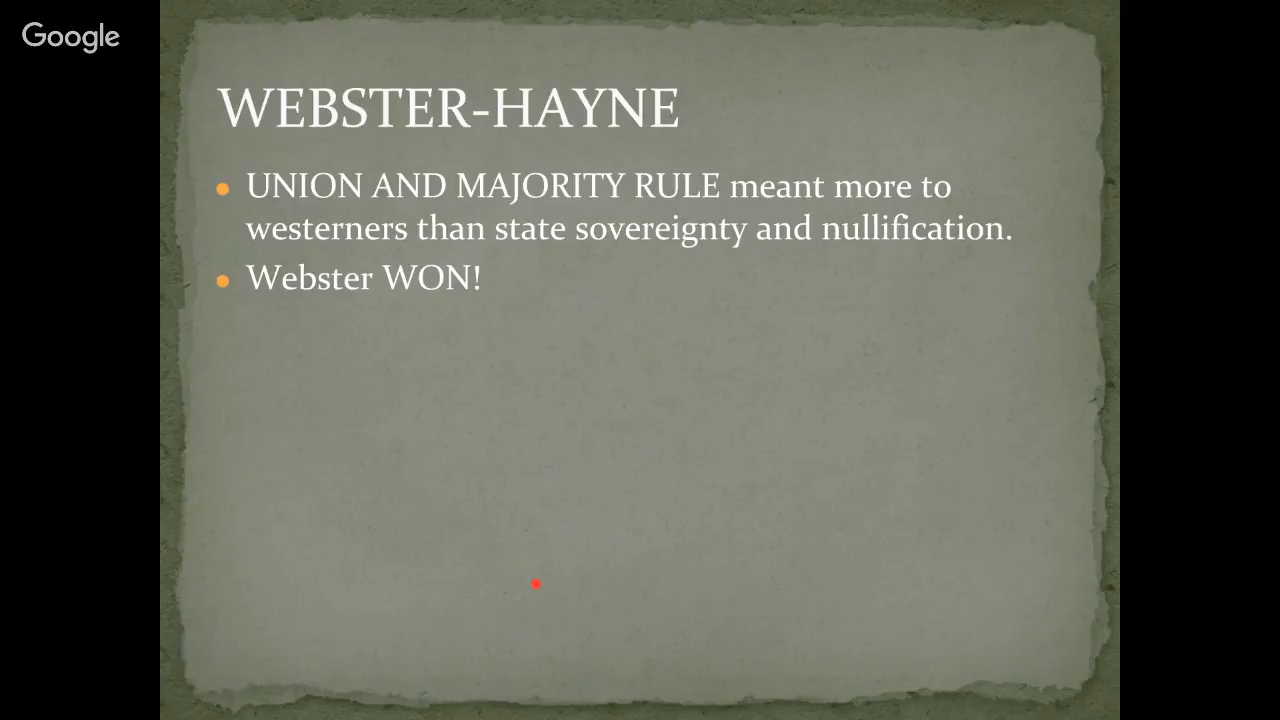 Google
WEBSTER-HAYNE
UNION AND MAJORITY RULE meant more to
westerners than state sovereignty and nullification.
Webster WON!